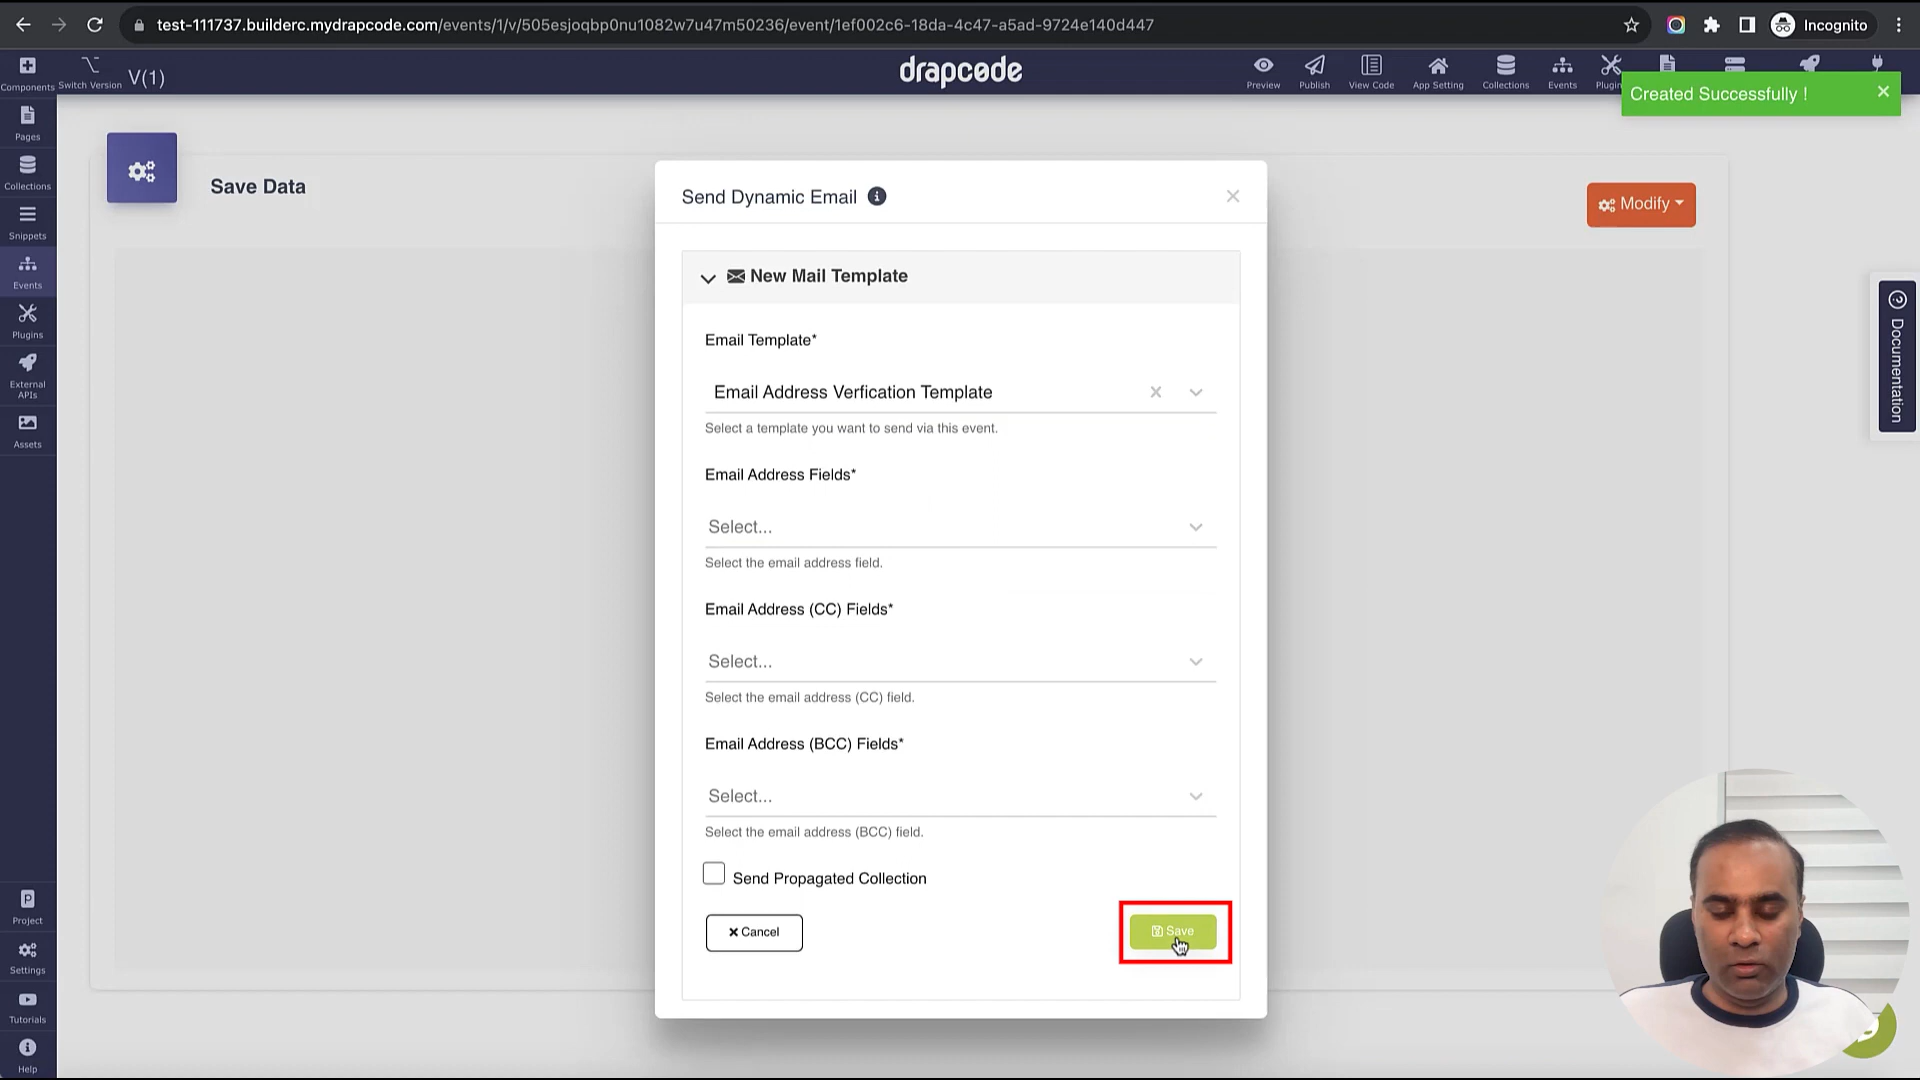 test-111737.builderc.mydrapcode.com/events/1/v/505esjoqbp0nu1082w7u47m50236/event/1ef002c6-18da-4c47-a5ad-9724e140d447
Incognito
Components
Switch Version
V(1)
drapcode
Preview
Publish
View Code
App Setting
Collections
Events
Plugin
Created Successfully !
Pages
Collections
Snippets
Events
Plugins
External
APIs
Assets
Project
Settings
Tutorials
Help
Save Data
Modify
Documentation
Send Dynamic Email
New Mail Template
Email Template*
Email Address Verfication Template
Select a template you want to send via this event.
Email Address Fields*
Select...
Select the email address field.
Email Address (CC) Fields*
Select...
Select the email address (CC) field.
Email Address (BCC) Fields*
Select...
Select the email address (BCC) field.
Send Propagated Collection
Cancel
Save